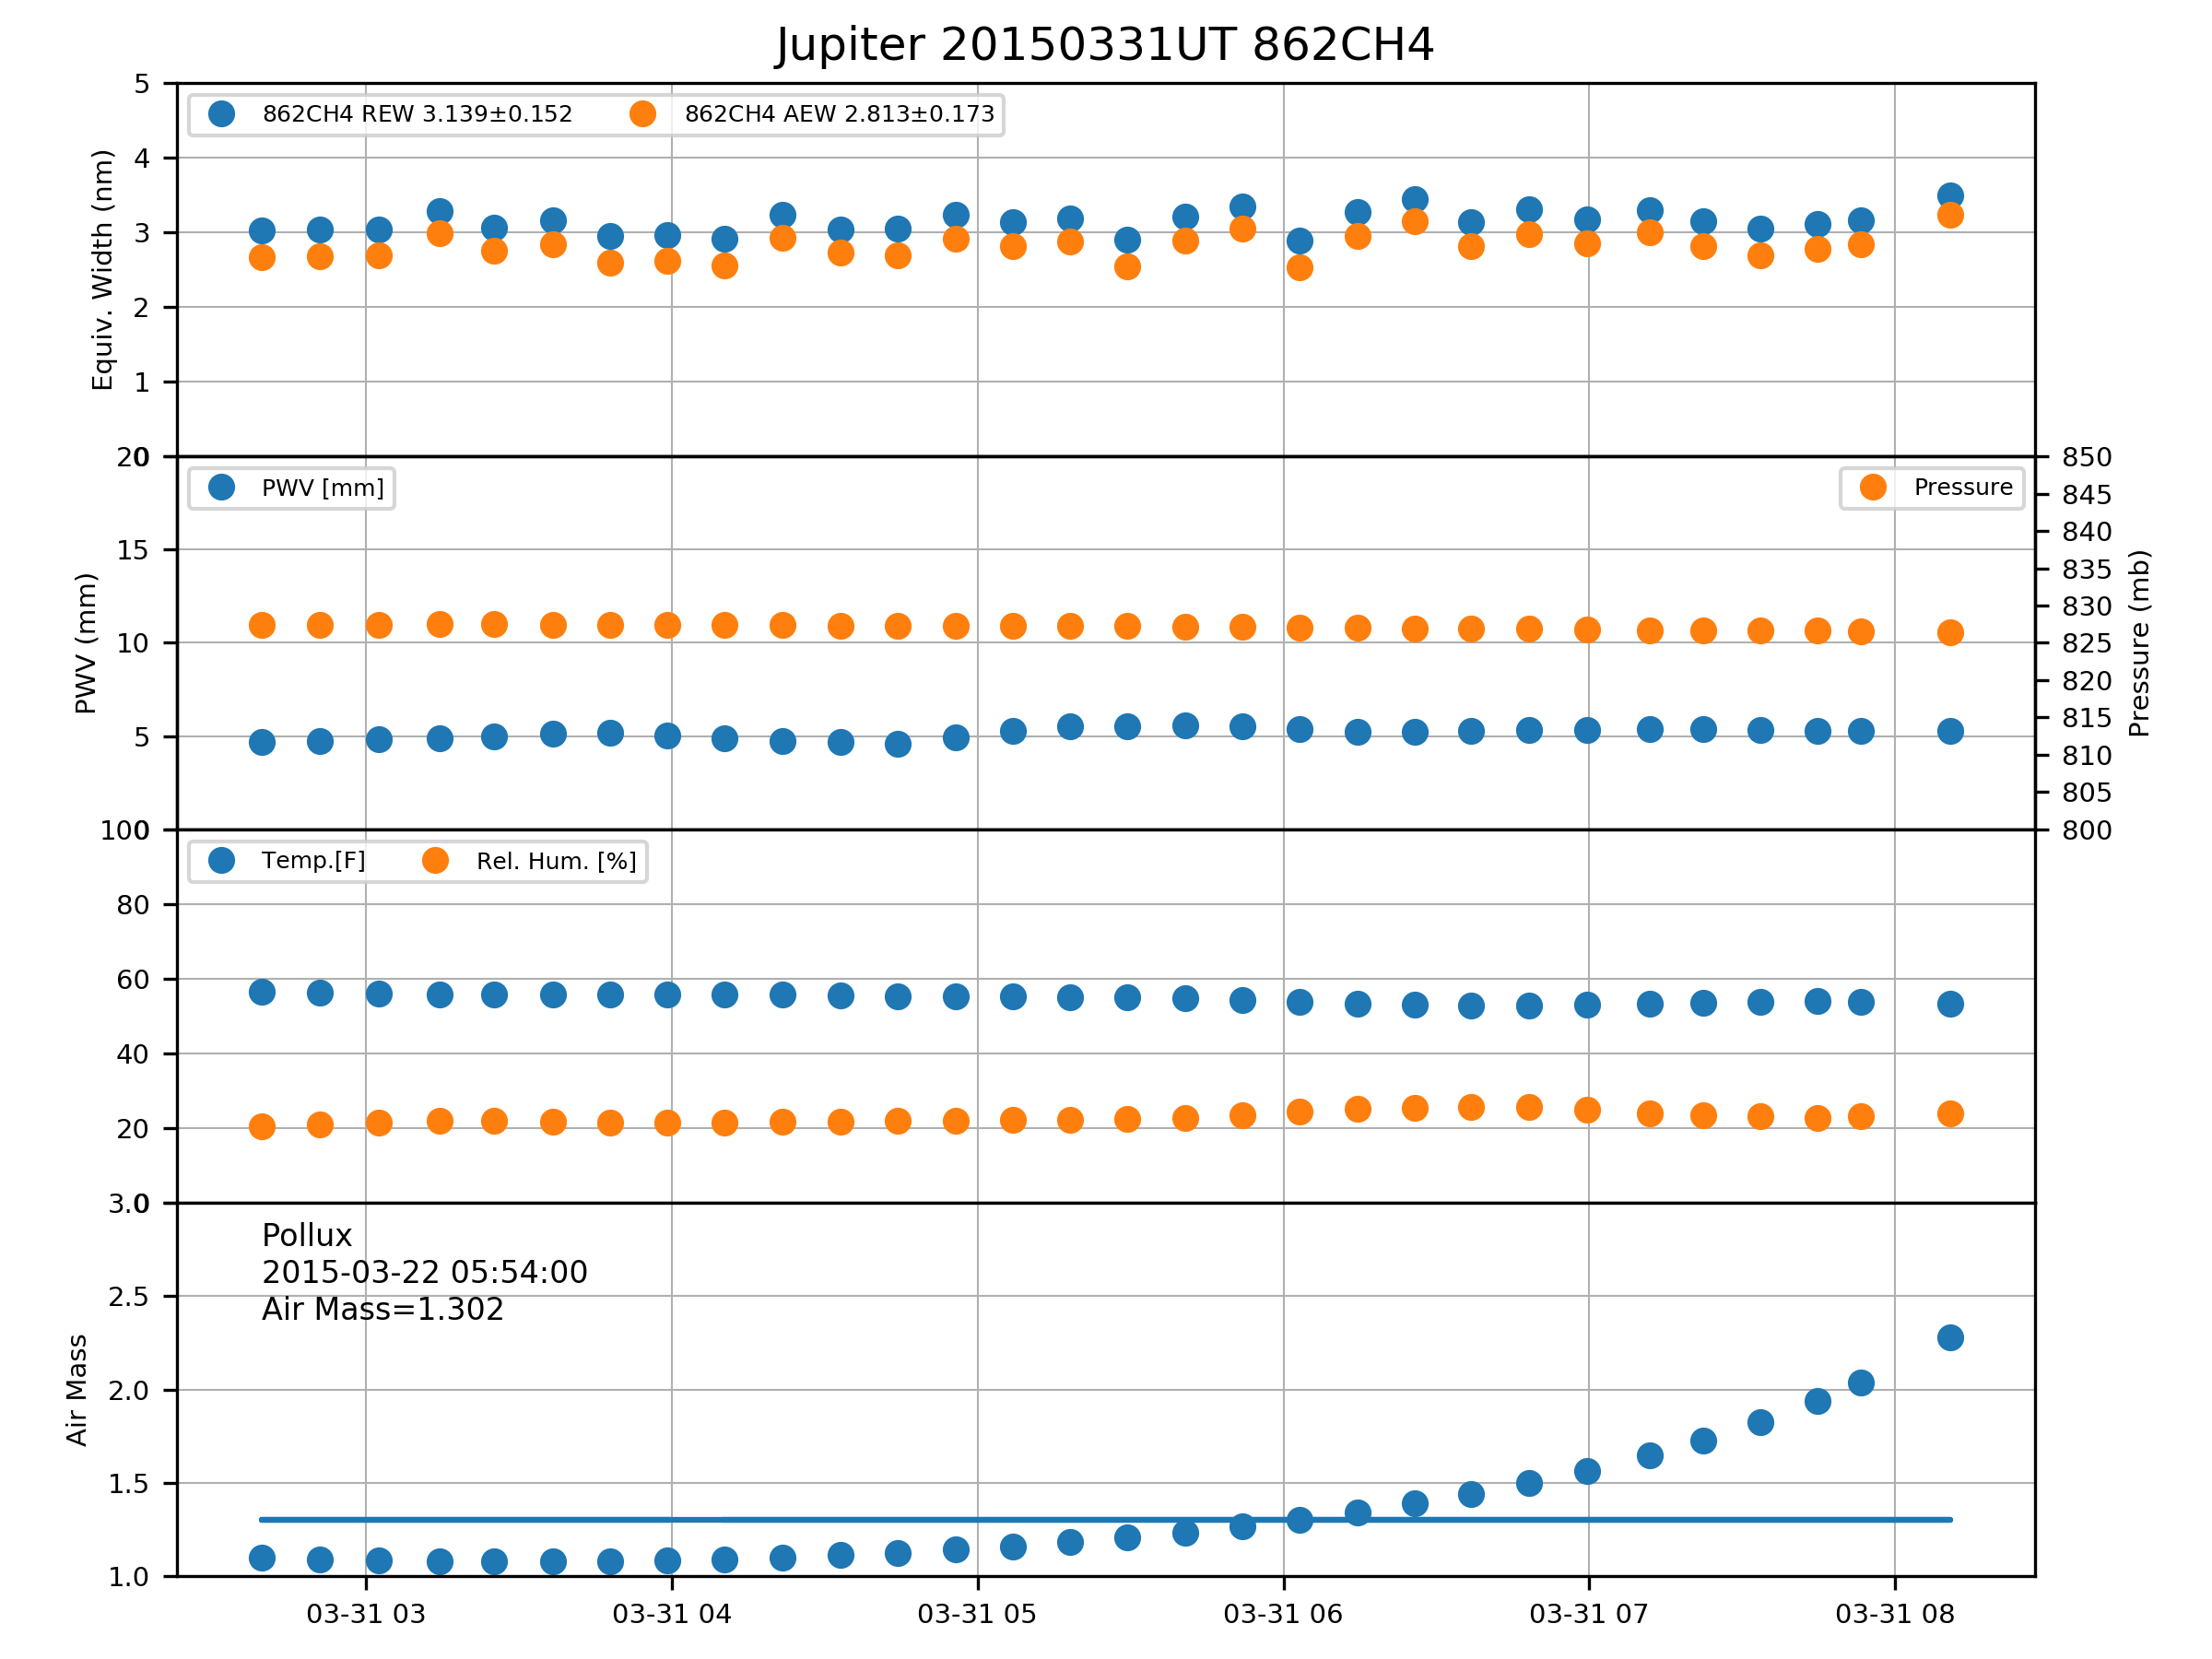 Jupiter 20150331UT 862CH4
5
862CH4 REW 3.139±0.152 862CH4 AEW 2.813±0.173
4
3
2
1
0
Equiv. Width (nm)
20
PWV [mm]
15
10
5
0
PWV (mm)
Pressure
850
845
840
835
830
825
820
815
810
805
800
Pressure (mb)
100
Temp.[F] Rel. Hum. [%]
80
60
40
20
0
3.0
Pollux
2015-03-22 05:54:00
Air Mass=1.302
2.5
2.0
1.5
1.0
Air Mass
03-31 03 03-31 04 03-31 05 03-31 06 03-31 07 03-31 08